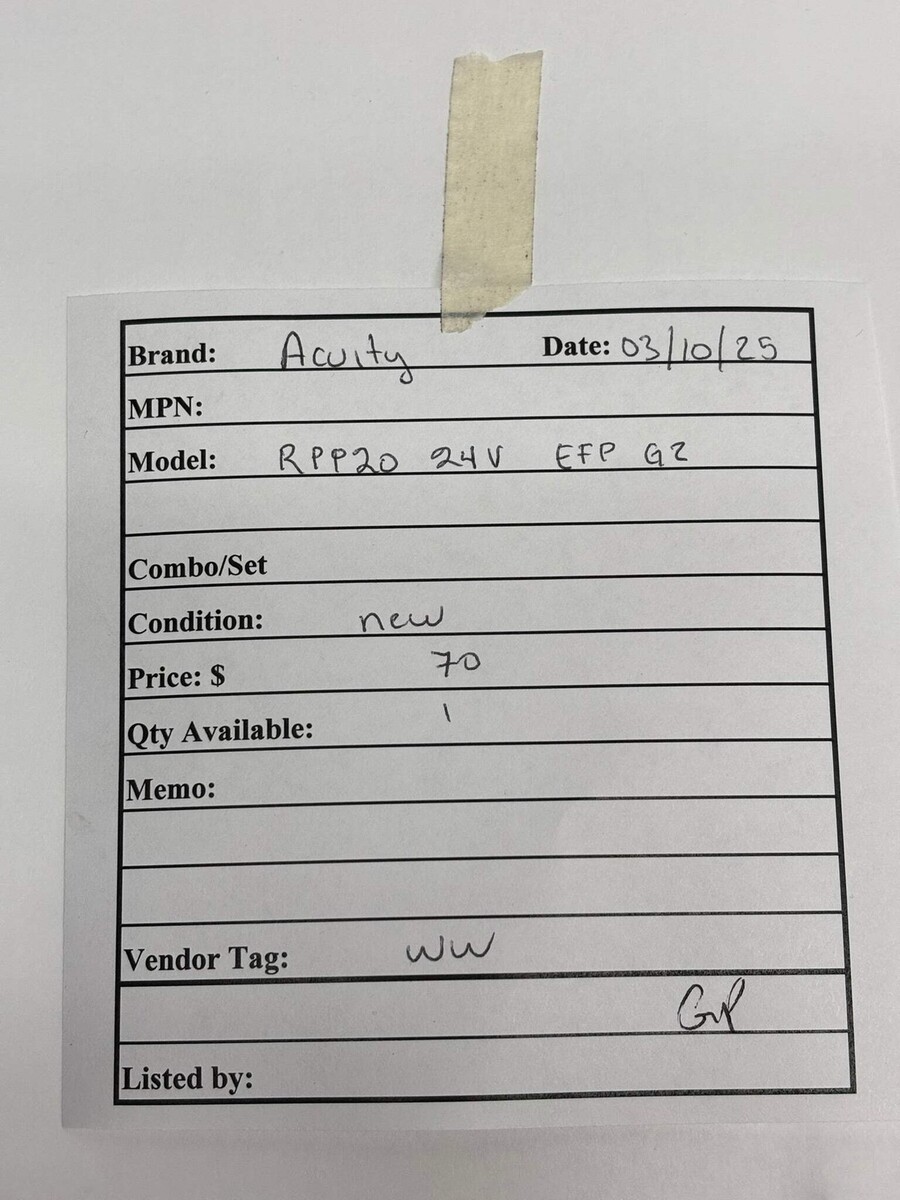 Brand: Acuity Date: 03/10/25
MPN:
Model: RPP20 24V EFP G2
Combo/Set
Condition: new
Price: $ 70
Qty Available: 1
Memo:
Vendor Tag: WW
GP
Listed by: